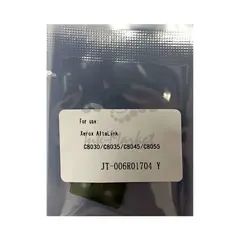 For use:
Xerox AltaLink
C8030/C8035/C8045/C8055
JT-006R01704 Y